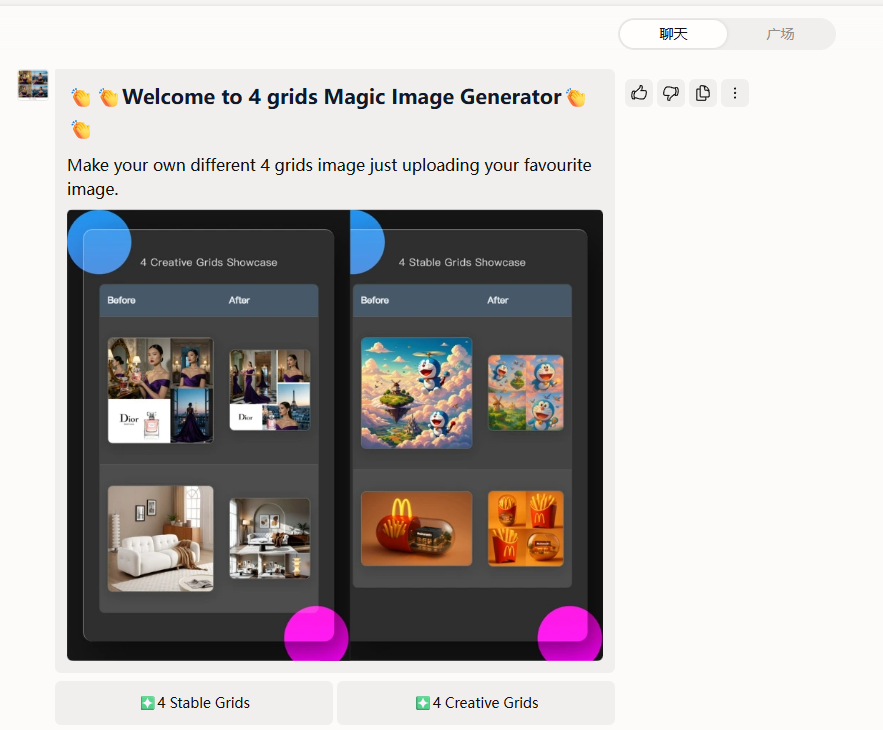 聊天
广场
Welcome to 4 grids Magic Image Generator
Make your own different 4 grids image just uploading your favourite
image.
4 Creative Grids Showcase
Before After
Dior
Dior
4 Stable Grids Showcase
Before After
4 Stable Grids
4 Creative Grids